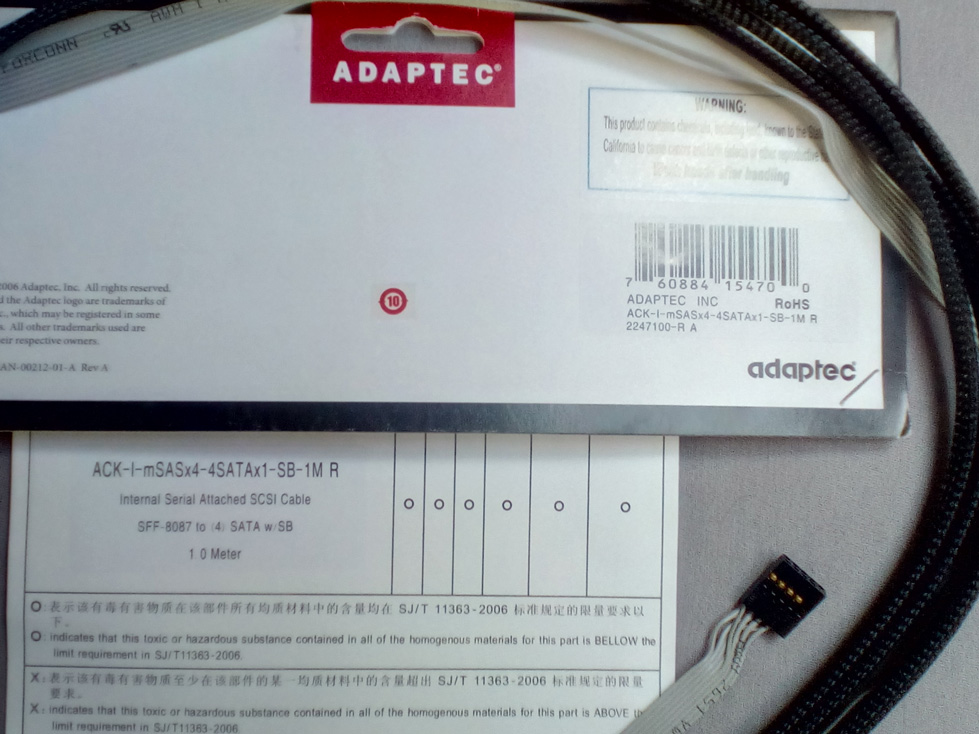 FOXCONN AWM
ADAPTEC®
WARNING:
This product contains chemicals, including lead, known to the
California to cause cancer and birth defects or other reproductive
Wash hands after handling
7 60884 15470 0
ADAPTEC INC RoHS
ACK-I-mSASx4-4SATAx1-SB-1M R
2247100-R A
2006 Adaptec, Inc. All rights reserved.
d the Adaptec logo are trademarks of
c., which may be registered in some
s. All other trademarks used are
eir respective owners.
AN-00212-01-A Rev A
10
adaptec
ACK-I-mSASx4-4SATAx1-SB-1M R
Internal Serial Attached SCSI Cable
SFF-8087 to (4) SATA w/SB
1.0 Meter
O O O O O O
O: 表示该有毒有害物质在该部件所有均质材料中的含量均在 SJ/T 11363-2006 标准规定的限量要求以
下。
O: indicates that this toxic or hazardous substance contained in all of the homogenous materials for this part is BELLOW the
limit requirement in SJ/T11363-2006.
X: 表示该有毒有害物质至少在该部件的某一均质材料中的含量超出 SJ/T 11363-2006 标准规定的限量
要求。
X: indicates that this toxic or hazardous substance contained in all of the homogenous materials for this part is ABOVE
limit requirement in SJ/T11363-2006.
2651